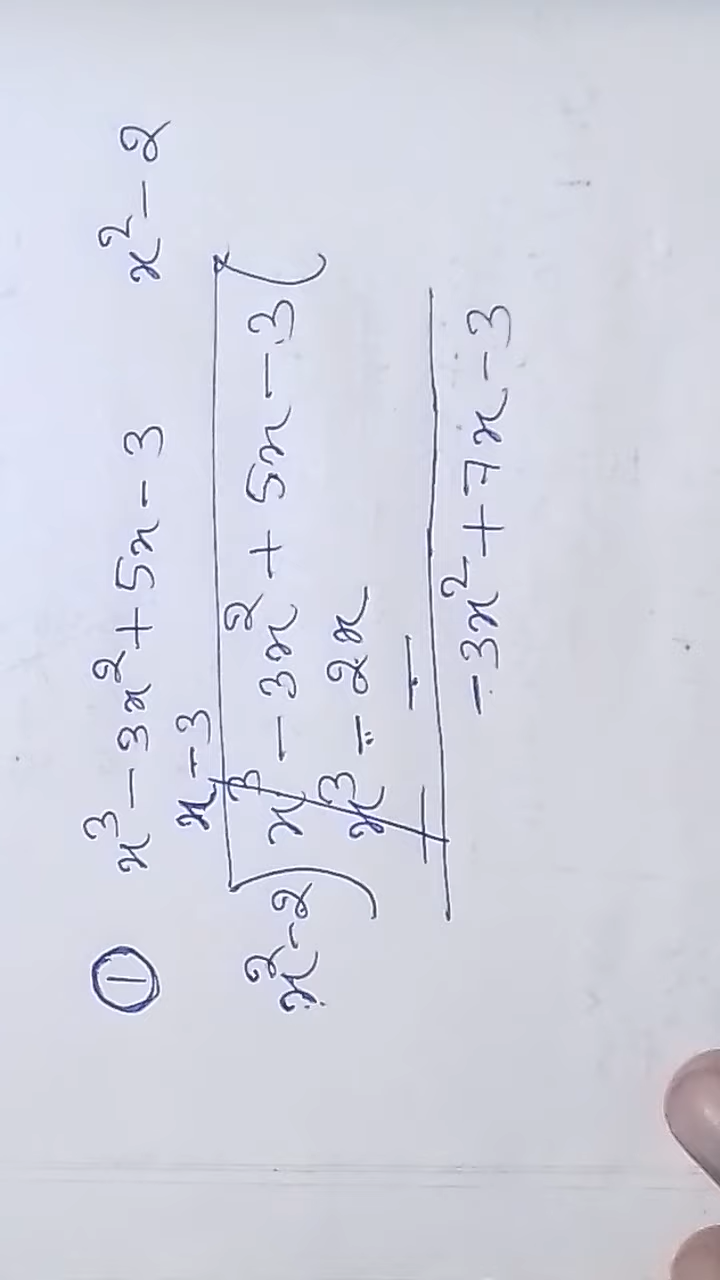 ① x³ - 3x² + 5x - 3 x² - 2
x - 3
x² - 2 ) x³ - 3x² + 5x - 3 (
x³ - 2x
- -
-3x² + 7x - 3